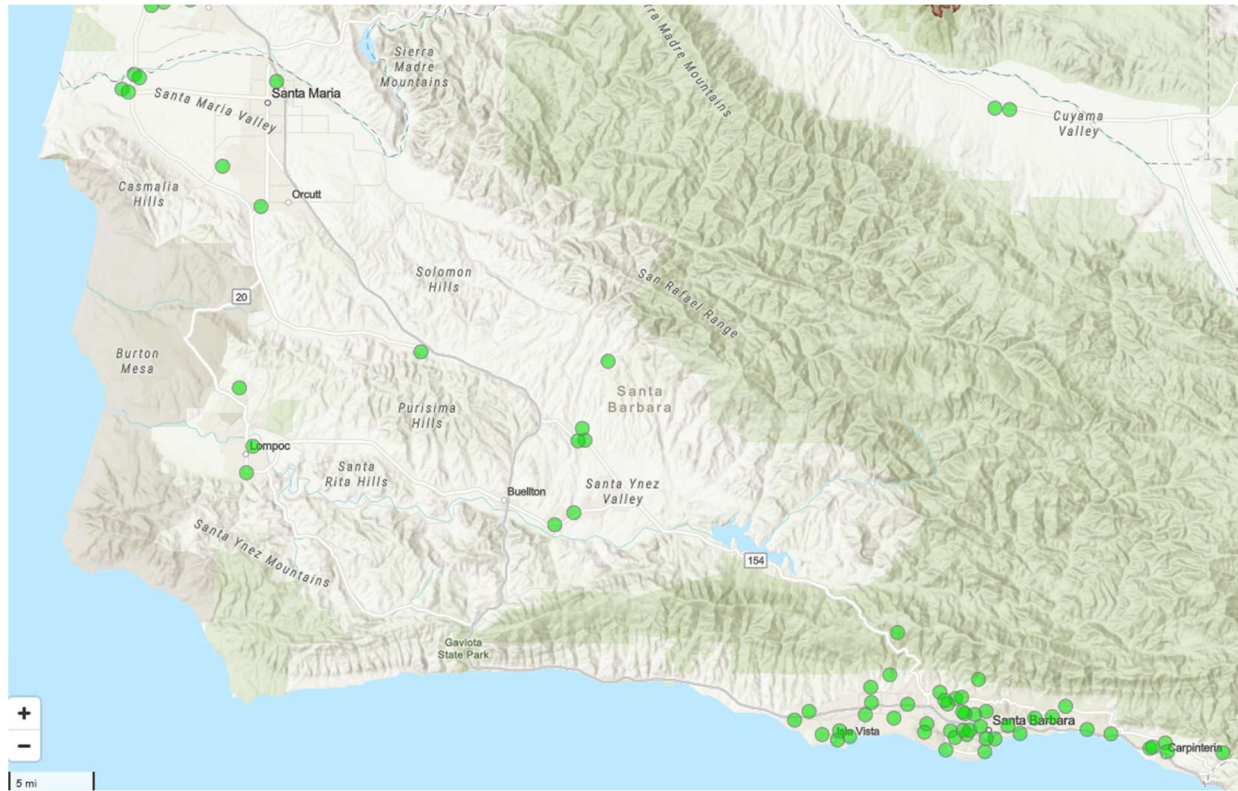 Sierra
Madre
Mountains
rra Madre Mountains
Santa Maria
Santa Maria Valley
Cuyama
Valley
Casmalia
Hills
Orcutt
Solomon
Hills
San Rafael Range
20
Burton
Mesa
Santa
Barbara
Purisima
Hills
Lompoc
Santa
Rita Hills
Buellton
Santa Ynez
Valley
Santa Ynez Mountains
154
Gaviota
State Park
+
Santa Barbara
Isla Vista
−
Carpinteria
5 mi